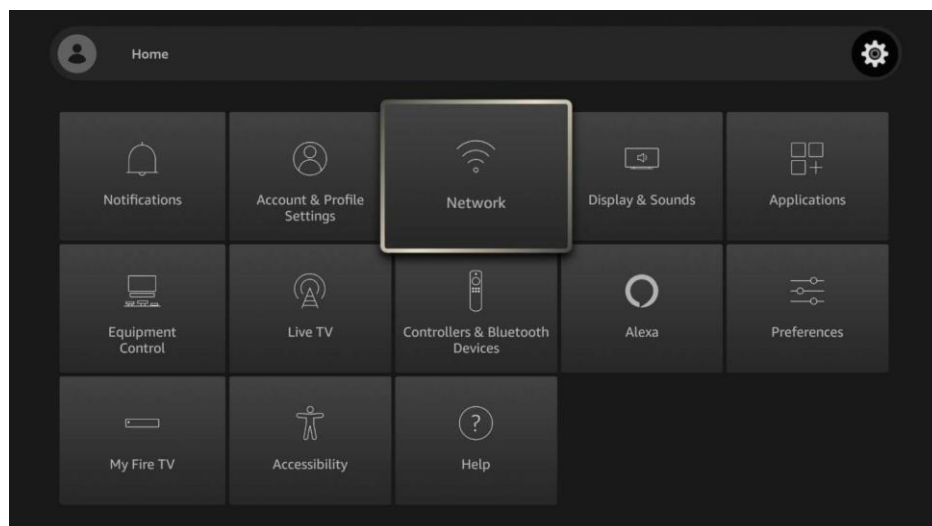 Home
Notifications
Account & Profile
Settings
Network
Display & Sounds
Applications
Equipment
Control
Live TV
Controllers & Bluetooth
Devices
Alexa
Preferences
My Fire TV
Accessibility
Help